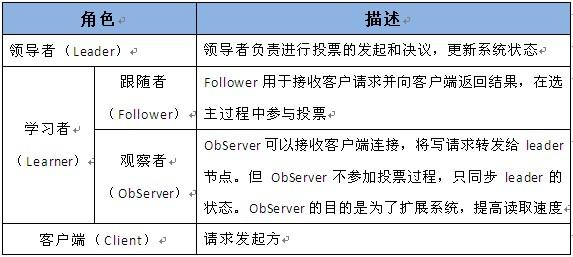 角色 描述
领导者（Leader） 领导者负责进行投票的发起和决议，更新系统状态
学习者
（Learner）
跟随者
（Follower）
Follower 用于接收客户请求并向客户端返回结果，在选
主过程中参与投票
观察者
（ObServer）
ObServer 可以接收客户端连接，将写请求转发给 leader
节点。但 ObServer 不参加投票过程，只同步 leader 的
状态。ObServer 的目的是为了扩展系统，提高读取速度
客户端（Client） 请求发起方